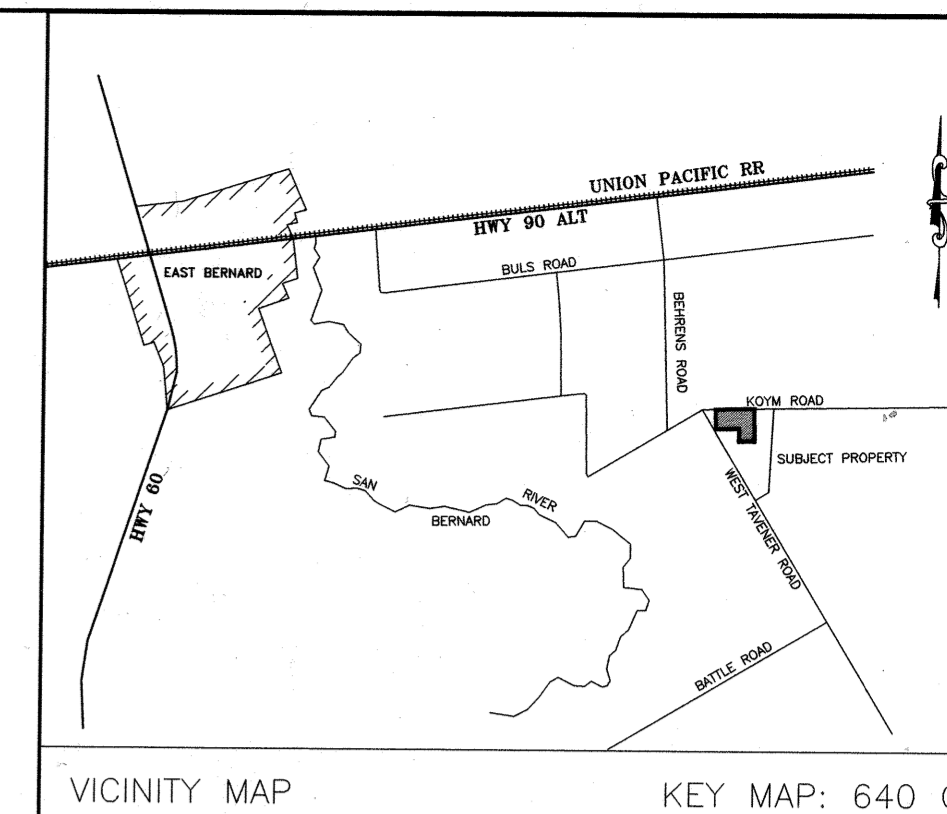 UNION PACIFIC RR
HWY 90 ALT
EAST BERNARD
BULS ROAD
BEHRENS ROAD
KOYM ROAD
SUBJECT PROPERTY
HWY 60
SAN
BERNARD
RIVER
WEST TAVENER ROAD
BATTLE ROAD
VICINITY MAP
KEY MAP: 640